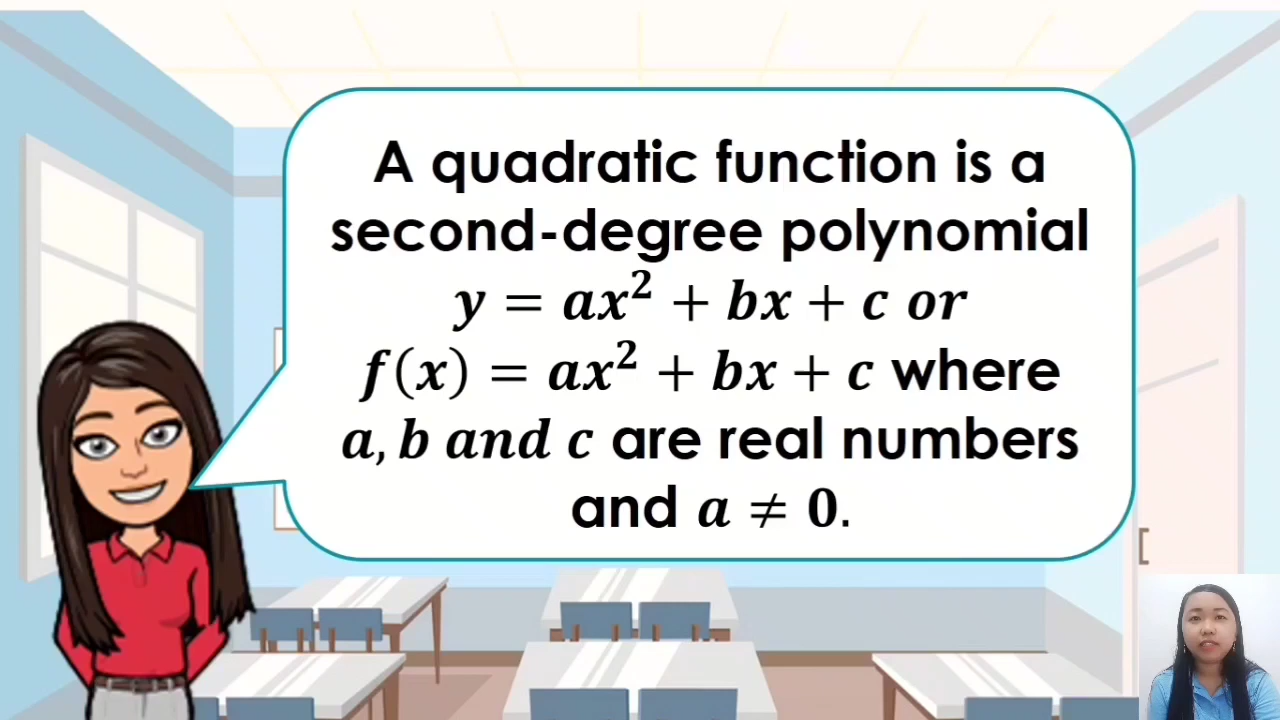 A quadratic function is a
second-degree polynomial
y = ax² + bx + c or
f(x) = ax² + bx + c where
a, b and c are real numbers
and a ≠ 0.